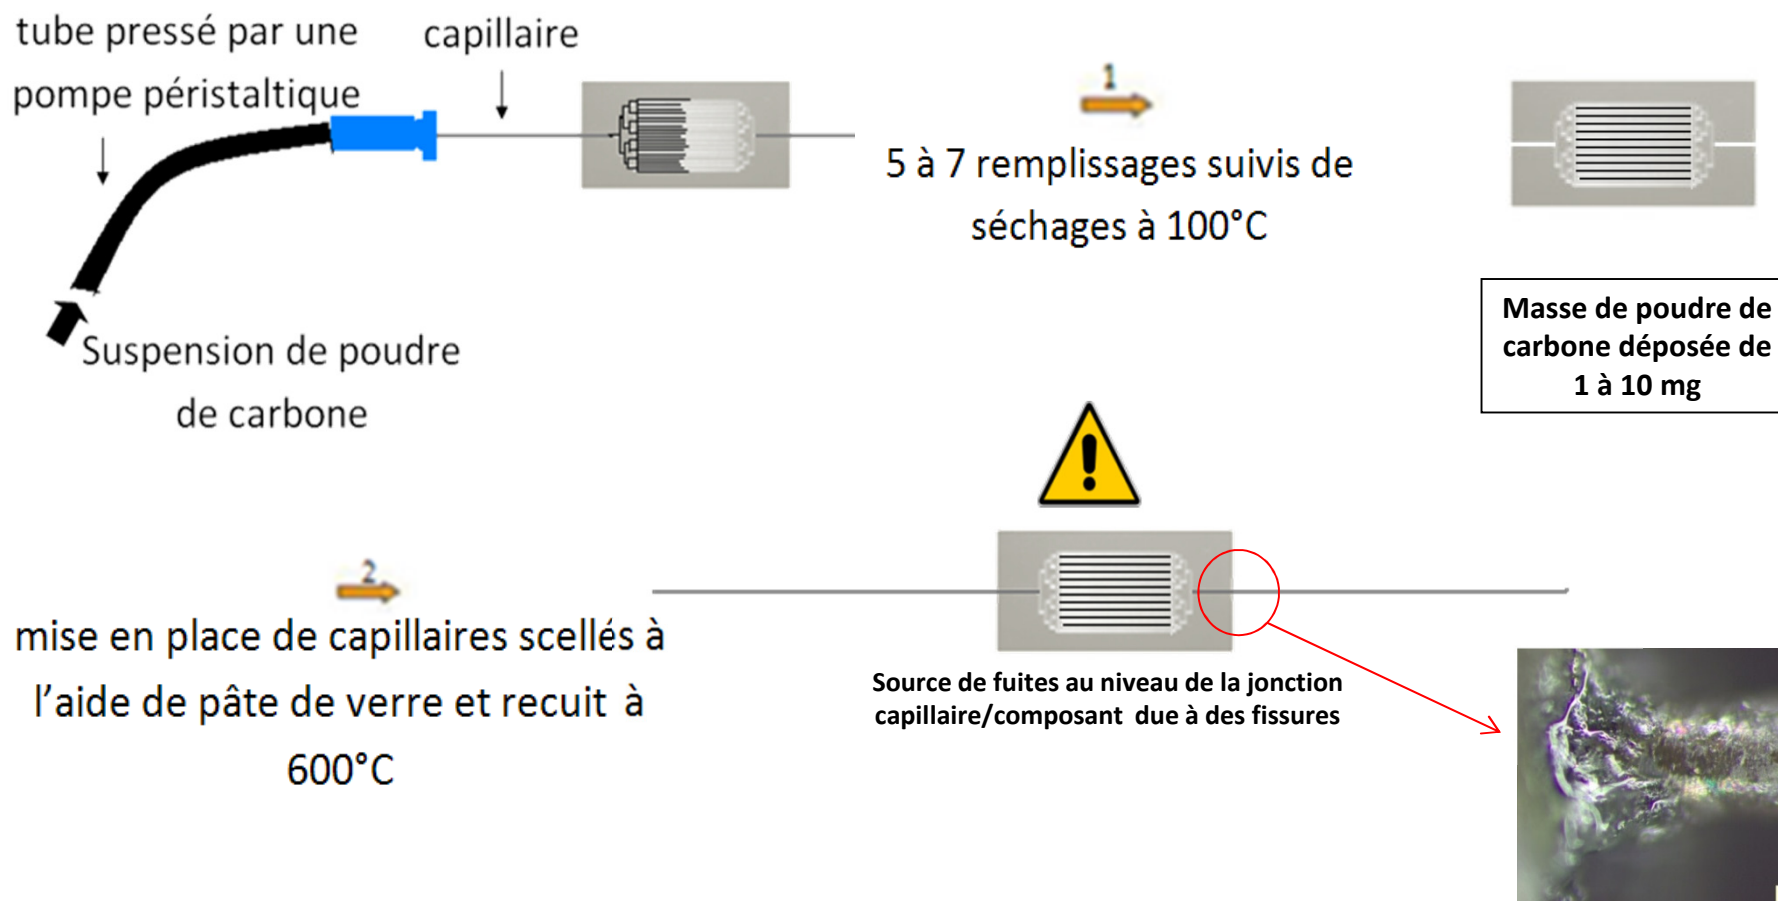 tube pressé par une
pompe péristaltique
capillaire
Suspension de poudre
de carbone
1
5 à 7 remplissages suivis de
séchages à 100°C
Masse de poudre de
carbone déposée de
1 à 10 mg
2
mise en place de capillaires scellés à
l'aide de pâte de verre et recuit à
600°C
Source de fuites au niveau de la jonction
capillaire/composant due à des fissures